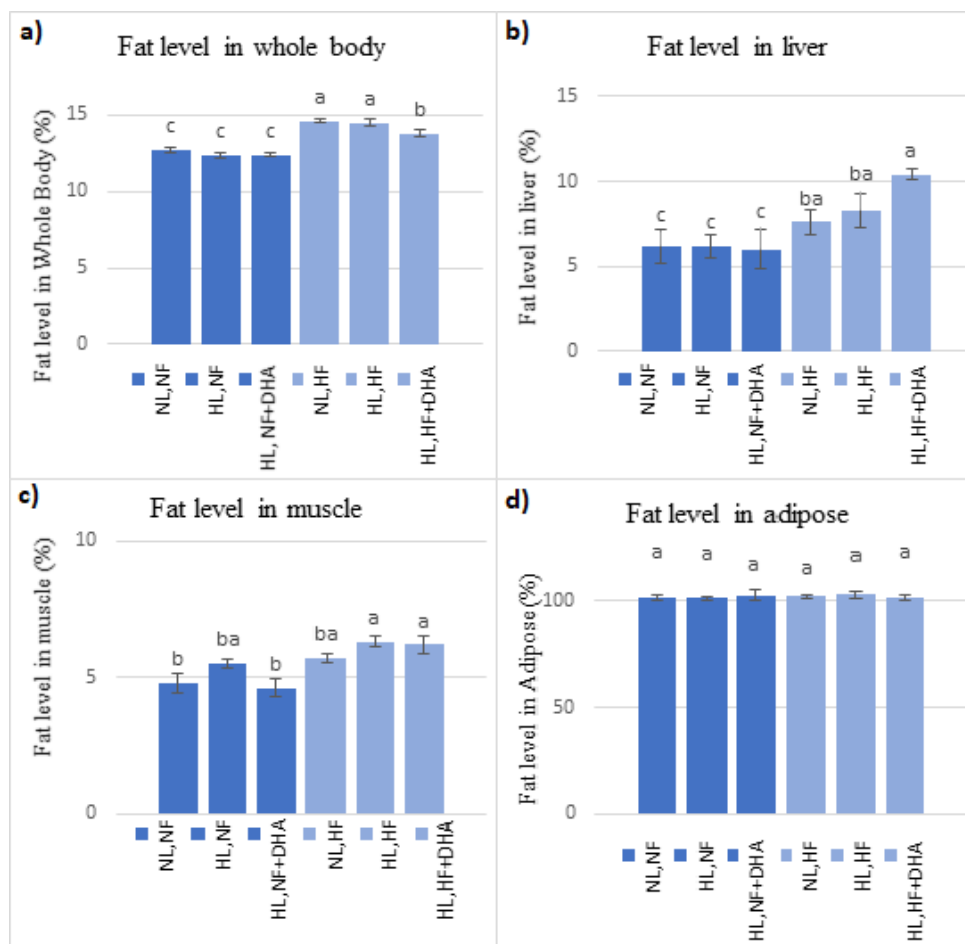 a)
Fat level in whole body
Fat level in Whole Body (%)
15
10
5
0
c c c a a b
NL,NF
HL,NF
HL,NF+DHA
NL,HF
HL,HF
HL,HF+DHA
b)
Fat level in liver
Fat level in liver (%)
15
10
5
0
c c c ba ba a
NL,NF
HL,NF
HL,NF+DHA
NL,HF
HL,HF
HL,HF+DHA
c)
Fat level in muscle
Fat level in muscle (%)
10
5
0
b ba b ba a a
NL,NF
HL,NF
HL,NF+DHA
NL,HF
HL,HF
HL,HF+DHA
d)
Fat level in adipose
Fat level in Adipose (%)
100
50
0
a a a a a a
NL,NF
HL,NF
HL,NF+DHA
NL,HF
HL,HF
HL,HF+DHA